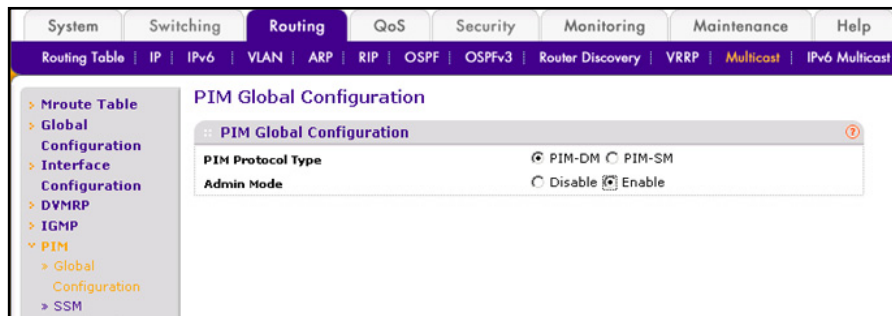 System Switching Routing QoS Security Monitoring Maintenance Help
Routing Table | IP | IPv6 | VLAN | ARP | RIP | OSPF | OSPFv3 | Router Discovery | VRRP | Multicast | IPv6 Multicast
Mroute Table
Global
Configuration
Interface
Configuration
DVMRP
IGMP
PIM
Global
Configuration
SSM
PIM Global Configuration
PIM Global Configuration
PIM Protocol Type PIM-DM PIM-SM
Admin Mode Disable Enable